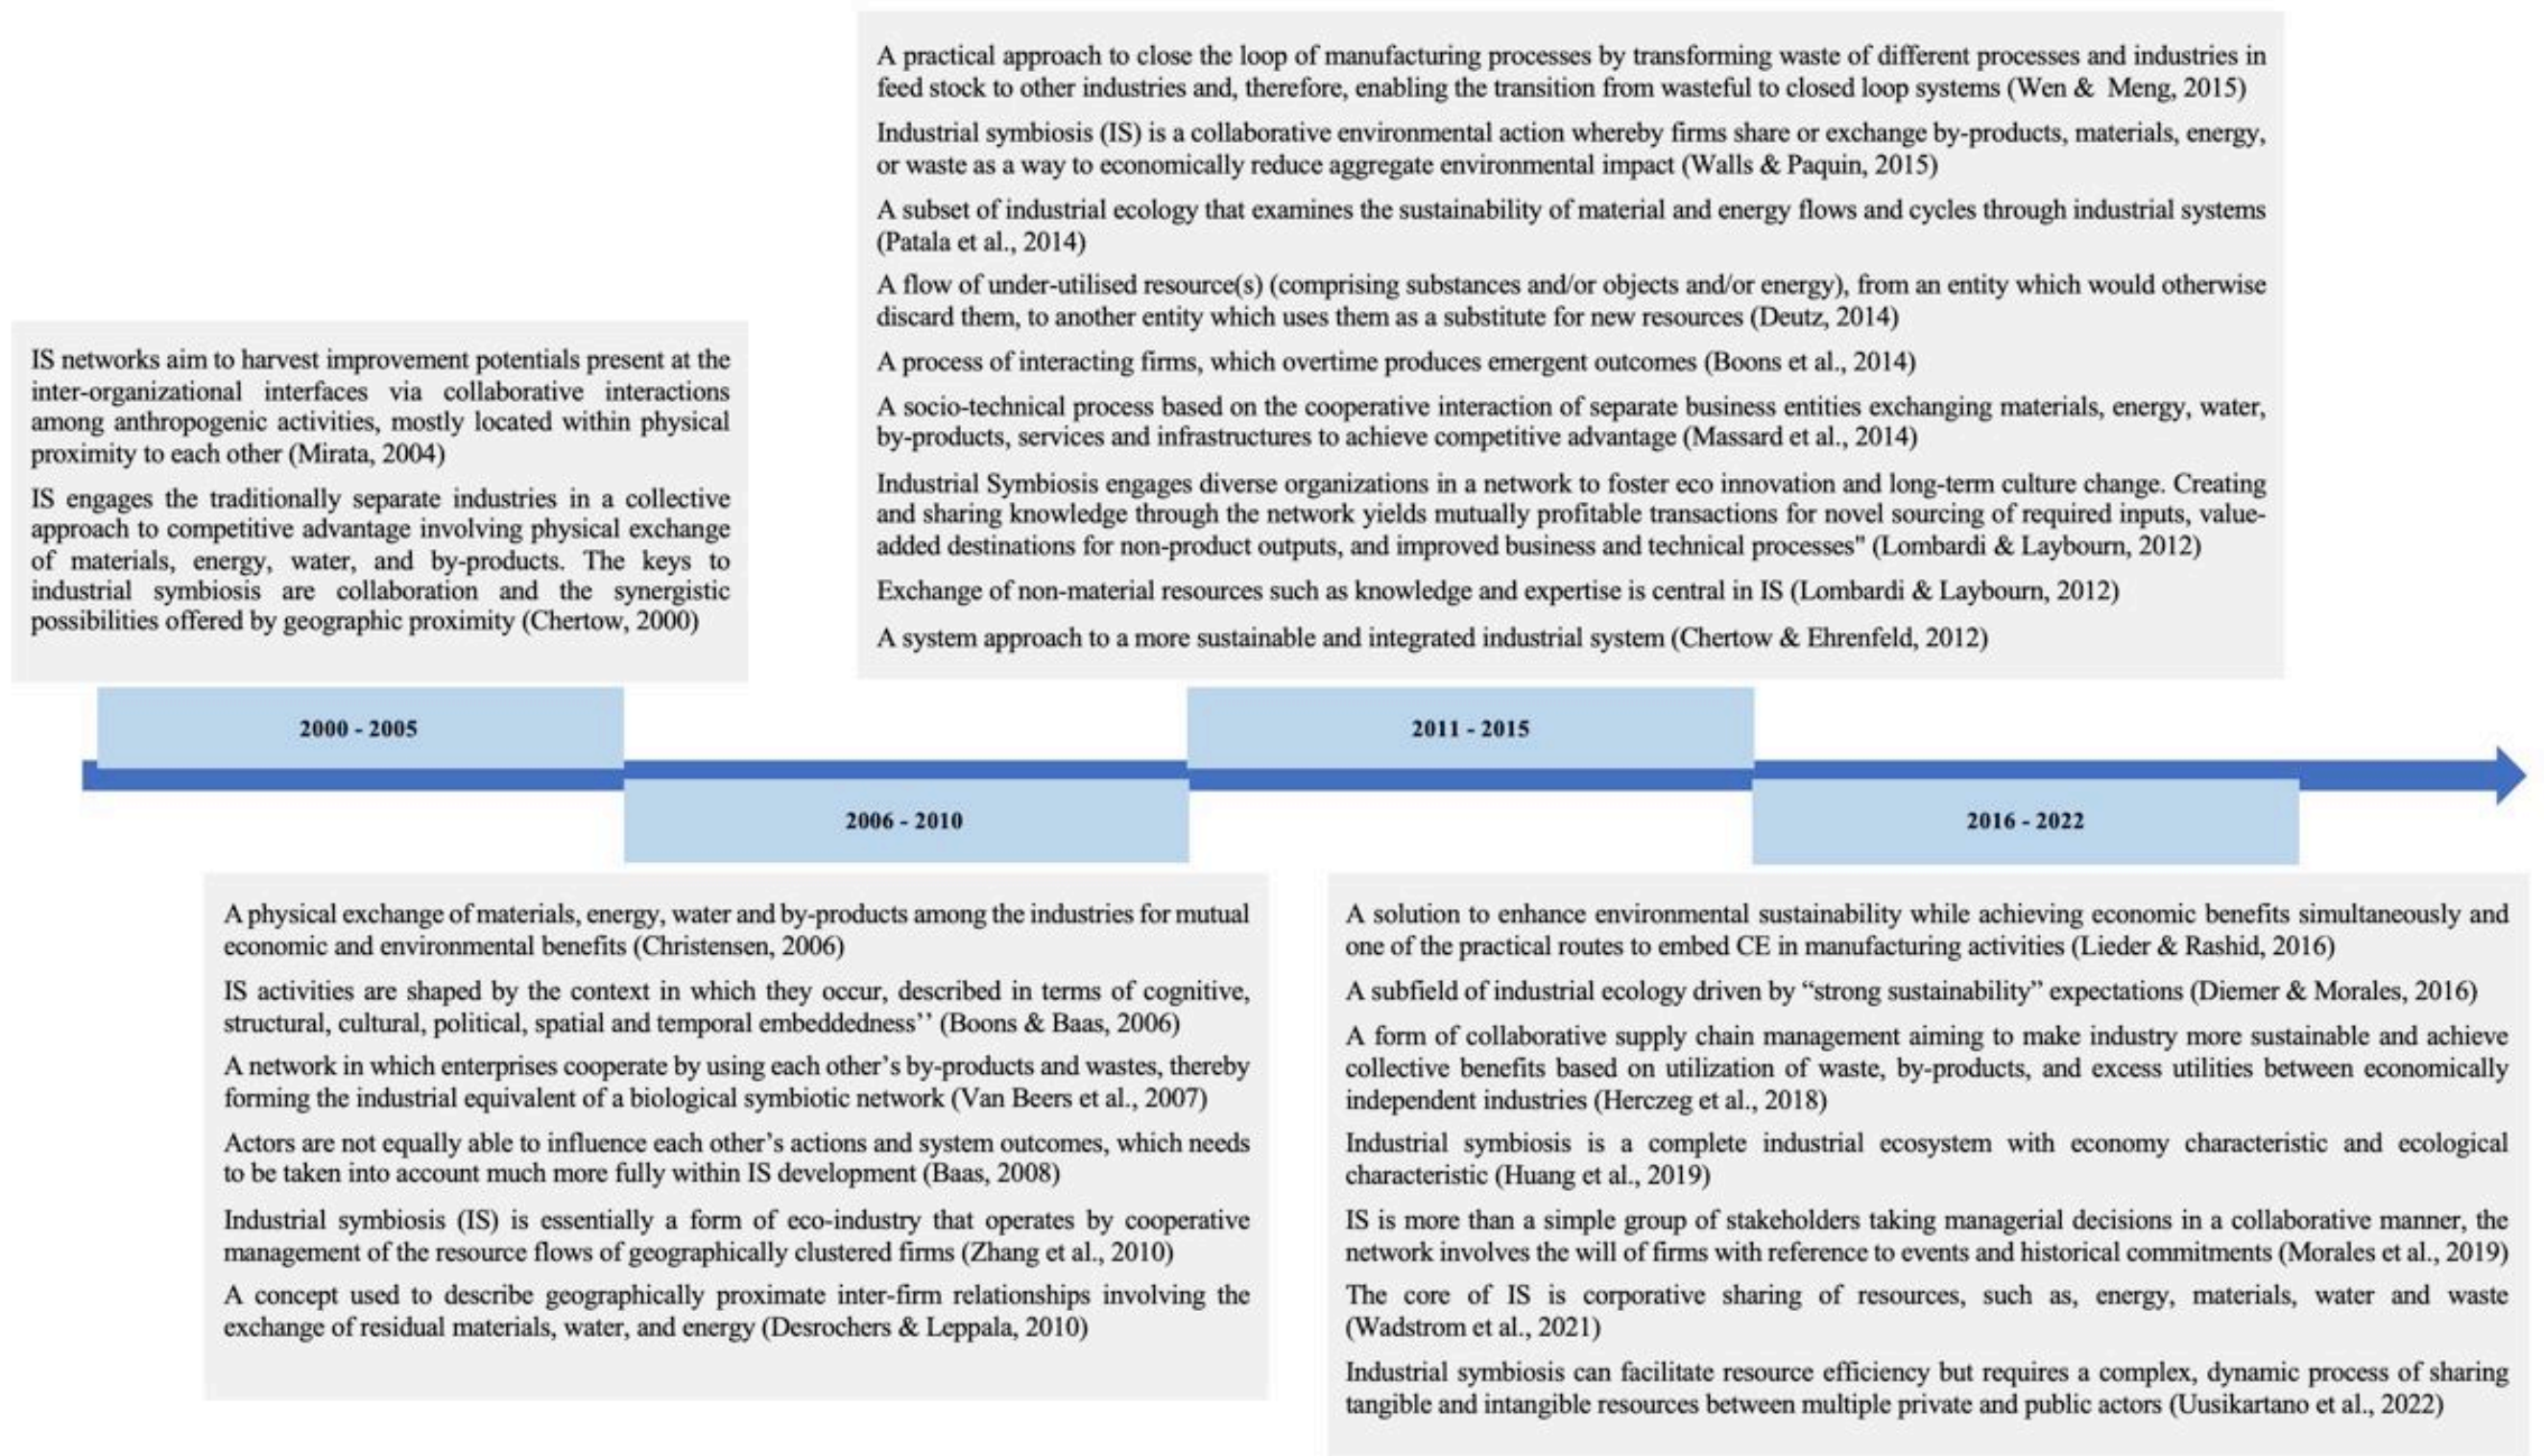 A practical approach to close the loop of manufacturing processes by transforming waste of different processes and industries in
feed stock to other industries and, therefore, enabling the transition from wasteful to closed loop systems (Wen & Meng, 2015)
Industrial symbiosis (IS) is a collaborative environmental action whereby firms share or exchange by-products, materials, energy,
or waste as a way to economically reduce aggregate environmental impact (Walls & Paquin, 2015)
A subset of industrial ecology that examines the sustainability of material and energy flows and cycles through industrial systems
(Patala et al., 2014)
A flow of under-utilised resource(s) (comprising substances and/or objects and/or energy), from an entity which would otherwise
discard them, to another entity which uses them as a substitute for new resources (Deutz, 2014)
A process of interacting firms, which overtime produces emergent outcomes (Boons et al., 2014)
A socio-technical process based on the cooperative interaction of separate business entities exchanging materials, energy, water,
by-products, services and infrastructures to achieve competitive advantage (Massard et al., 2014)
Industrial Symbiosis engages diverse organizations in a network to foster eco innovation and long-term culture change. Creating
and sharing knowledge through the network yields mutually profitable transactions for novel sourcing of required inputs, value-
added destinations for non-product outputs, and improved business and technical processes" (Lombardi & Laybourn, 2012)
Exchange of non-material resources such as knowledge and expertise is central in IS (Lombardi & Laybourn, 2012)
A system approach to a more sustainable and integrated industrial system (Chertow & Ehrenfeld, 2012)
IS networks aim to harvest improvement potentials present at the
inter-organizational interfaces via collaborative interactions
among anthropogenic activities, mostly located within physical
proximity to each other (Mirata, 2004)
IS engages the traditionally separate industries in a collective
approach to competitive advantage involving physical exchange
of materials, energy, water, and by-products. The keys to
industrial symbiosis are collaboration and the synergistic
possibilities offered by geographic proximity (Chertow, 2000)
2000 - 2005
2011 - 2015
2006 - 2010
2016 - 2022
A physical exchange of materials, energy, water and by-products among the industries for mutual
economic and environmental benefits (Christensen, 2006)
IS activities are shaped by the context in which they occur, described in terms of cognitive,
structural, cultural, political, spatial and temporal embeddedness’’ (Boons & Baas, 2006)
A network in which enterprises cooperate by using each other’s by-products and wastes, thereby
forming the industrial equivalent of a biological symbiotic network (Van Beers et al., 2007)
Actors are not equally able to influence each other’s actions and system outcomes, which needs
to be taken into account much more fully within IS development (Baas, 2008)
Industrial symbiosis (IS) is essentially a form of eco-industry that operates by cooperative
management of the resource flows of geographically clustered firms (Zhang et al., 2010)
A concept used to describe geographically proximate inter-firm relationships involving the
exchange of residual materials, water, and energy (Desrochers & Leppala, 2010)
A solution to enhance environmental sustainability while achieving economic benefits simultaneously and
one of the practical routes to embed CE in manufacturing activities (Lieder & Rashid, 2016)
A subfield of industrial ecology driven by “strong sustainability” expectations (Diemer & Morales, 2016)
A form of collaborative supply chain management aiming to make industry more sustainable and achieve
collective benefits based on utilization of waste, by-products, and excess utilities between economically
independent industries (Herczeg et al., 2018)
Industrial symbiosis is a complete industrial ecosystem with economy characteristic and ecological
characteristic (Huang et al., 2019)
IS is more than a simple group of stakeholders taking managerial decisions in a collaborative manner, the
network involves the will of firms with reference to events and historical commitments (Morales et al., 2019)
The core of IS is corporative sharing of resources, such as, energy, materials, water and waste
(Wadstrom et al., 2021)
Industrial symbiosis can facilitate resource efficiency but requires a complex, dynamic process of sharing
tangible and intangible resources between multiple private and public actors (Uusikartano et al., 2022)